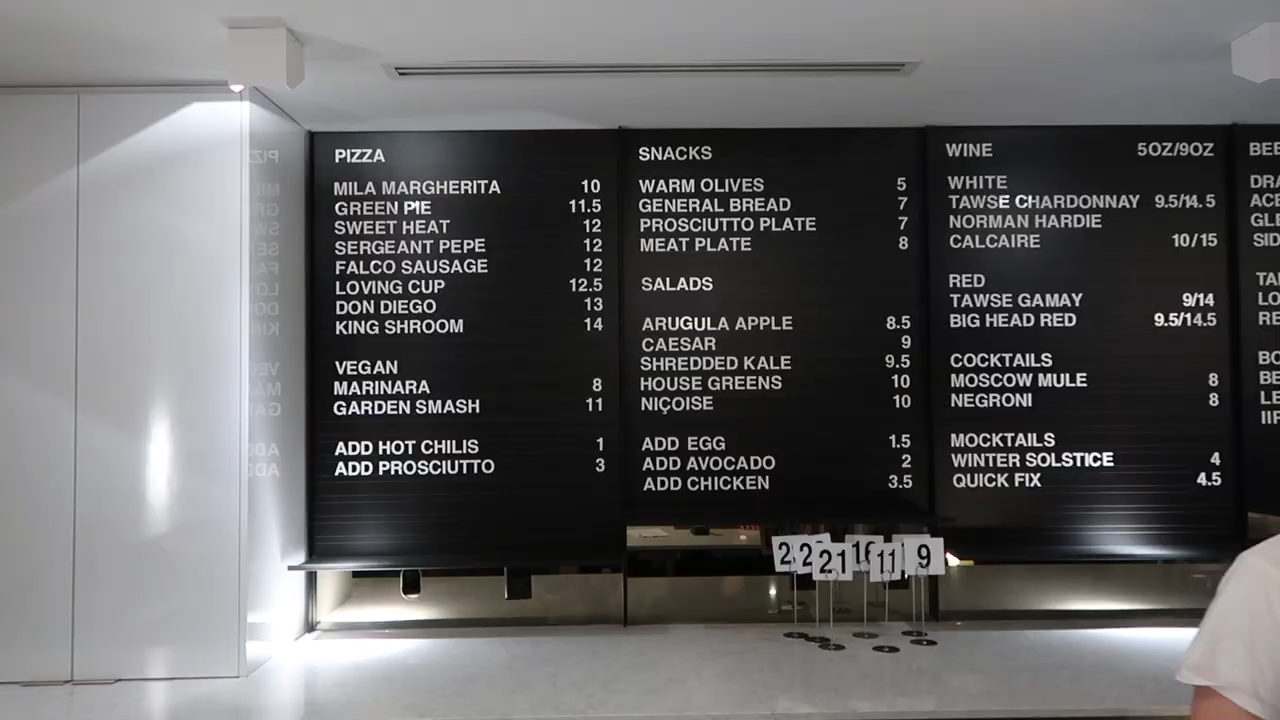 PIZZA
MILA MARGHERITA 10
GREEN PIE 11.5
SWEET HEAT 12
SERGEANT PEPE 12
FALCO SAUSAGE 12
LOVING CUP 12.5
DON DIEGO 13
KING SHROOM 14
VEGAN
MARINARA 8
GARDEN SMASH 11
ADD HOT CHILIS 1
ADD PROSCIUTTO 3
SNACKS
WARM OLIVES 5
GENERAL BREAD 7
PROSCIUTTO PLATE 7
MEAT PLATE 8
SALADS
ARUGULA APPLE 8.5
CAESAR 9
SHREDDED KALE 9.5
HOUSE GREENS 10
NIÇOISE 10
ADD EGG 1.5
ADD AVOCADO 2
ADD CHICKEN 3.5
WINE 5OZ/9OZ
WHITE
TAWSE CHARDONNAY 9.5/14.5
NORMAN HARDIE
CALCAIRE 10/15
RED
TAWSE GAMAY 9/14
BIG HEAD RED 9.5/14.5
COCKTAILS
MOSCOW MULE 8
NEGRONI 8
MOCKTAILS
WINTER SOLSTICE 4
QUICK FIX 4.5
21 11 9